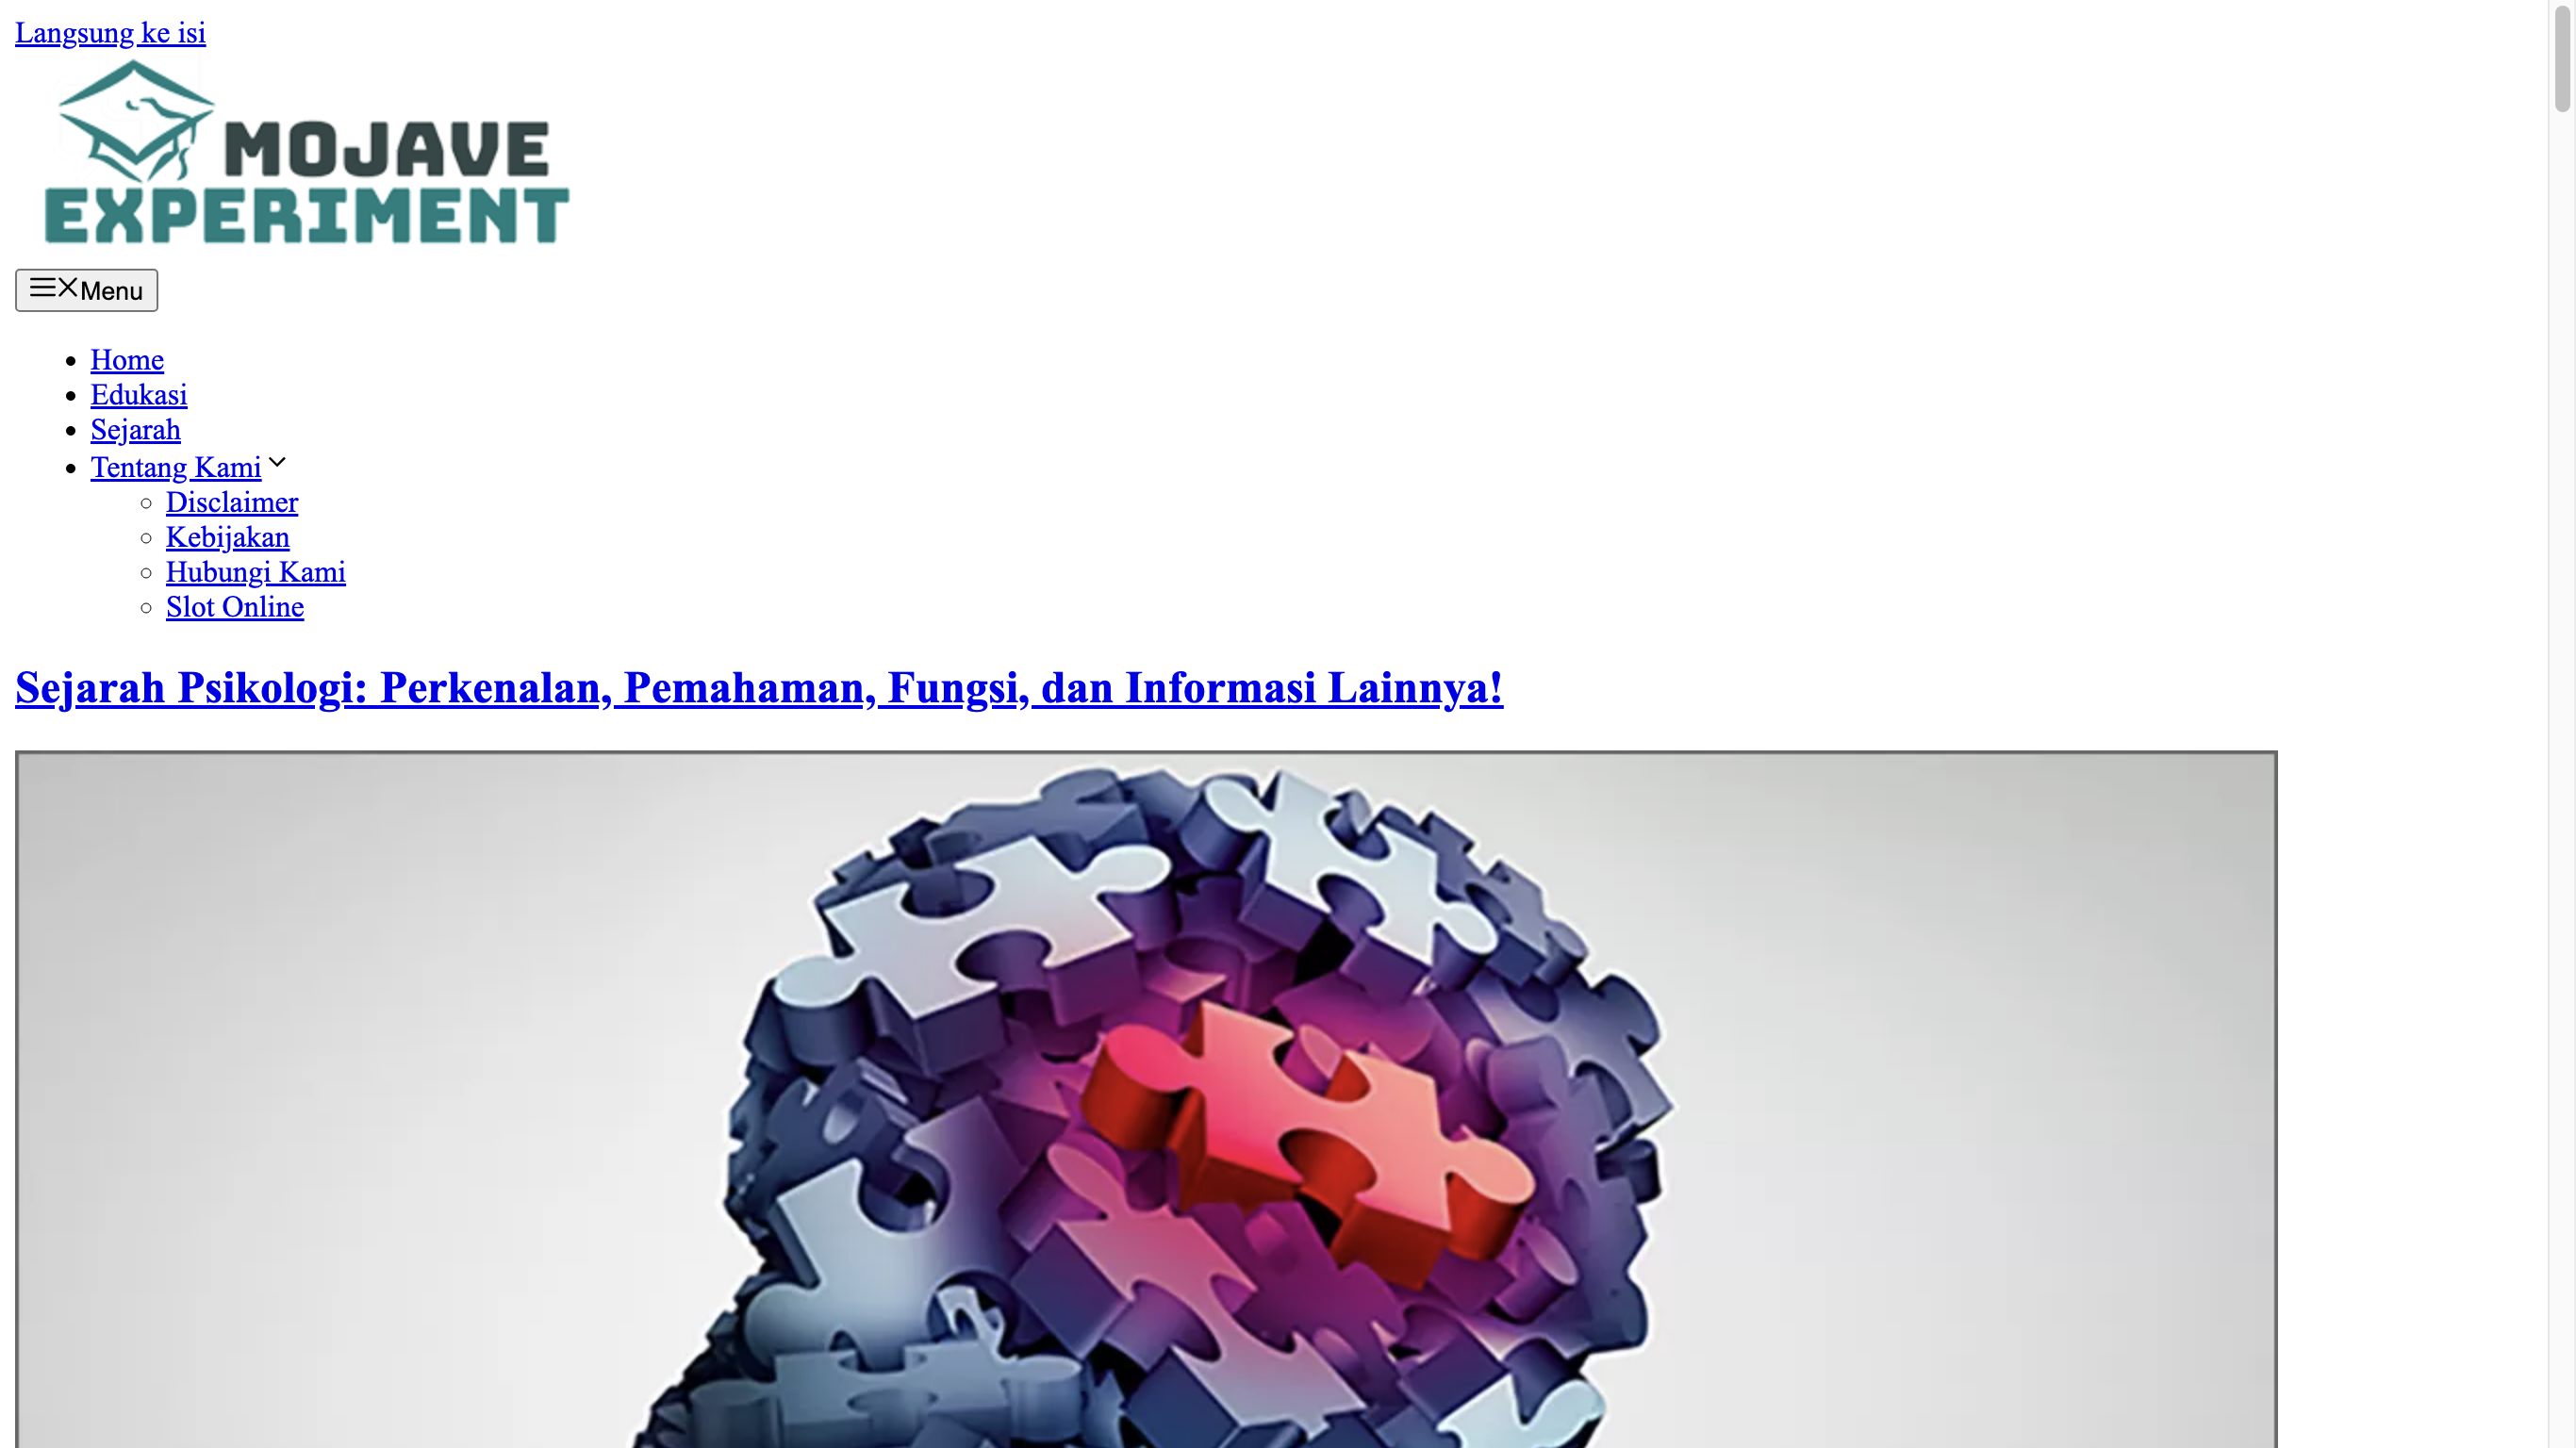 Langsung ke isi
MOJAVE
EXPERIMENT
Menu
Home
Edukasi
Sejarah
Tentang Kami
Disclaimer
Kebijakan
Hubungi Kami
Slot Online
Sejarah Psikologi: Perkenalan, Pemahaman, Fungsi, dan Informasi Lainnya!